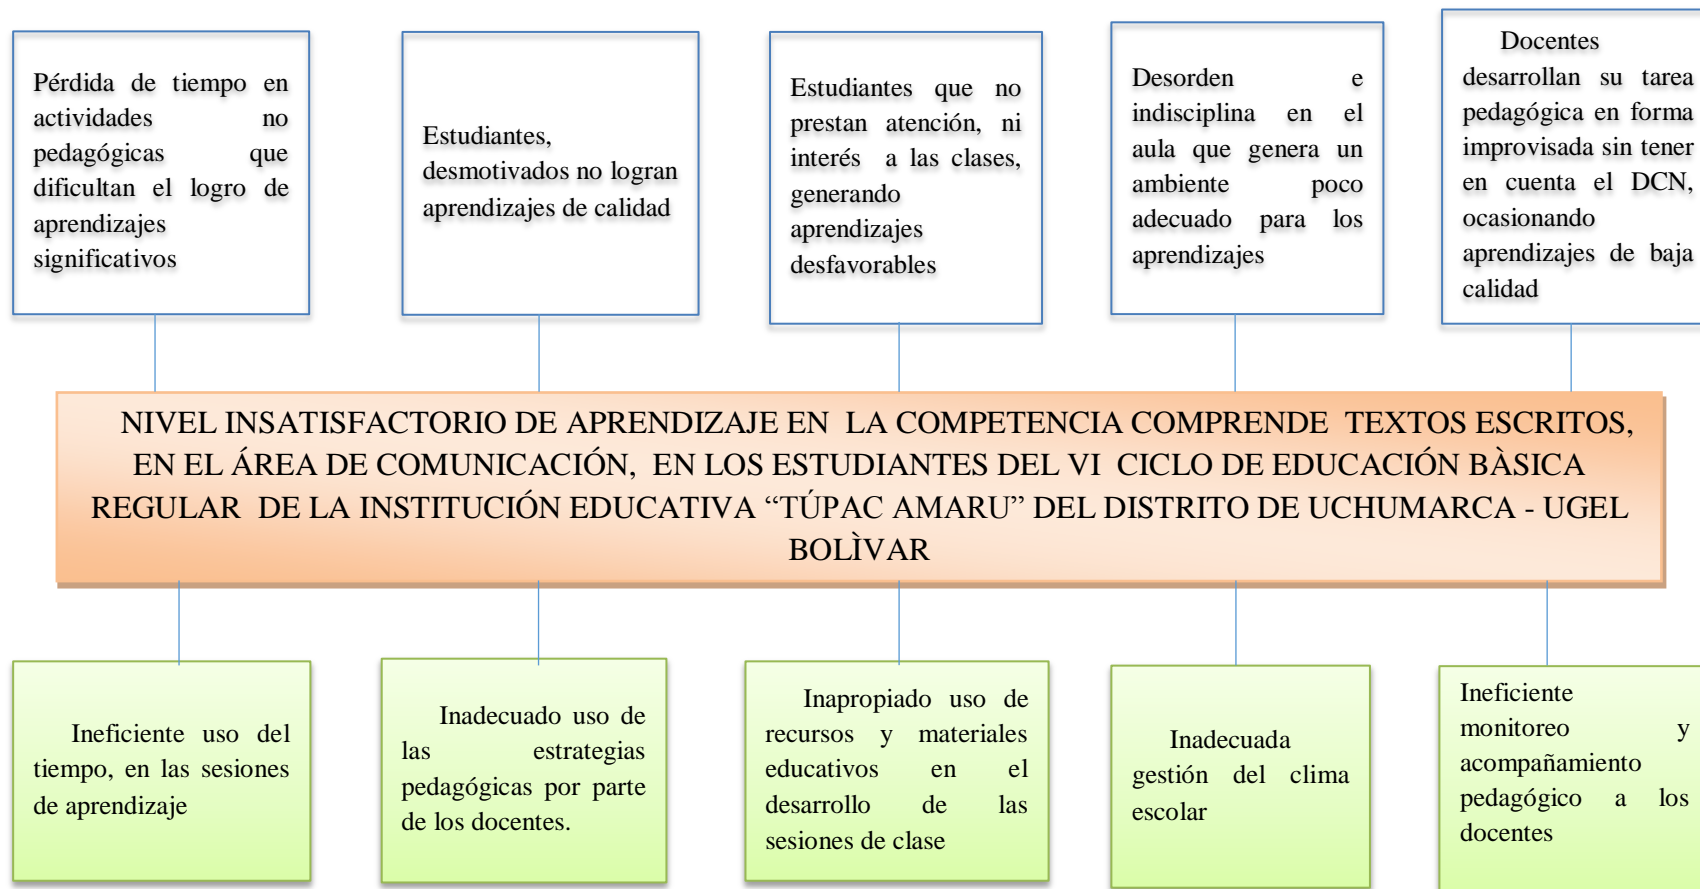 Pérdida de tiempo en
actividades no
pedagógicas que
dificultan el logro de
aprendizajes
significativos
Estudiantes,
desmotivados no logran
aprendizajes de calidad
Estudiantes que no
prestan atención, ni
interés a las clases,
generando
aprendizajes
desfavorables
Desorden e
indisciplina en el
aula que genera un
ambiente poco
adecuado para los
aprendizajes
Docentes
desarrollan su tarea
pedagógica en forma
improvisada sin tener
en cuenta el DCN,
ocasionando
aprendizajes de baja
calidad
NIVEL INSATISFACTORIO DE APRENDIZAJE EN LA COMPETENCIA COMPRENDE TEXTOS ESCRITOS,
EN EL ÁREA DE COMUNICACIÓN, EN LOS ESTUDIANTES DEL VI CICLO DE EDUCACIÓN BÀSICA
REGULAR DE LA INSTITUCIÓN EDUCATIVA “TÚPAC AMARU” DEL DISTRITO DE UCHUMARCA - UGEL
BOLÌVAR
Ineficiente uso del
tiempo, en las sesiones
de aprendizaje
Inadecuado uso de
las estrategias
pedagógicas por parte
de los docentes.
Inapropiado uso de
recursos y materiales
educativos en el
desarrollo de las
sesiones de clase
Inadecuada
gestión del clima
escolar
Ineficiente
monitoreo y
acompañamiento
pedagógico a los
docentes